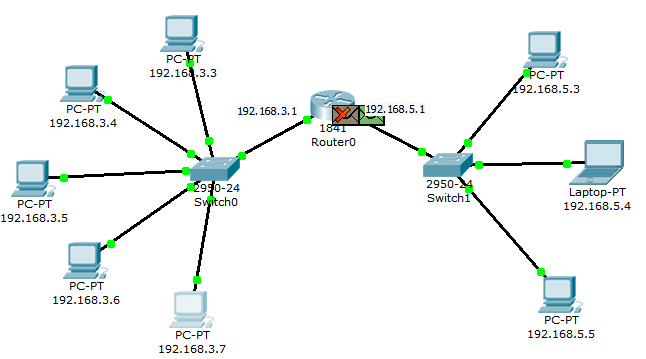 PC-PT
192.168.3.3
PC-PT
192.168.3.4
PC-PT
192.168.3.5
PC-PT
192.168.3.6
PC-PT
192.168.3.7
2950-24
Switch0
192.168.3.1
1841
Router0
192.168.5.1
2950-24
Switch1
PC-PT
192.168.5.3
Laptop-PT
192.168.5.4
PC-PT
192.168.5.5